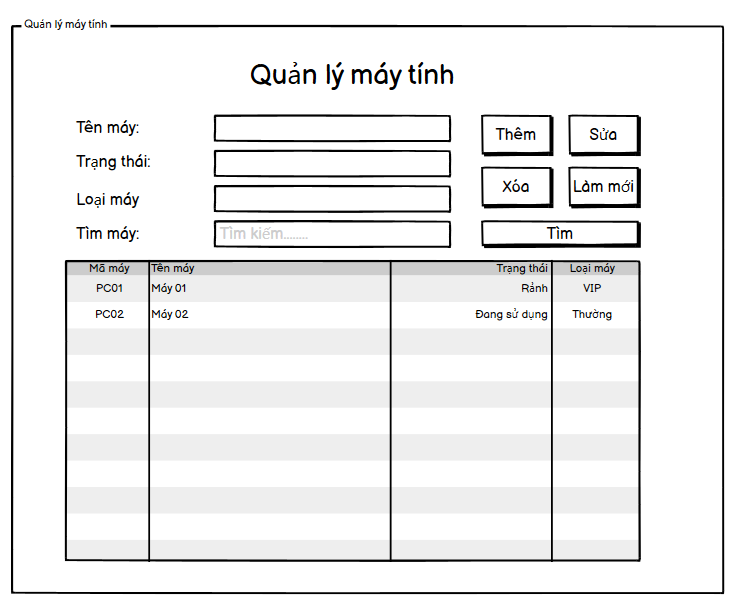 Quản lý máy tính
Quản lý máy tính
Tên máy:
Thêm
Sửa
Trạng thái:
Xóa
Làm mới
Loại máy
Tìm máy:
Tìm kiếm........
Tìm
Mã máy Tên máy Trạng thái Loại máy
PC01 Máy 01 Rảnh VIP
PC02 Máy 02 Đang sử dụng Thường